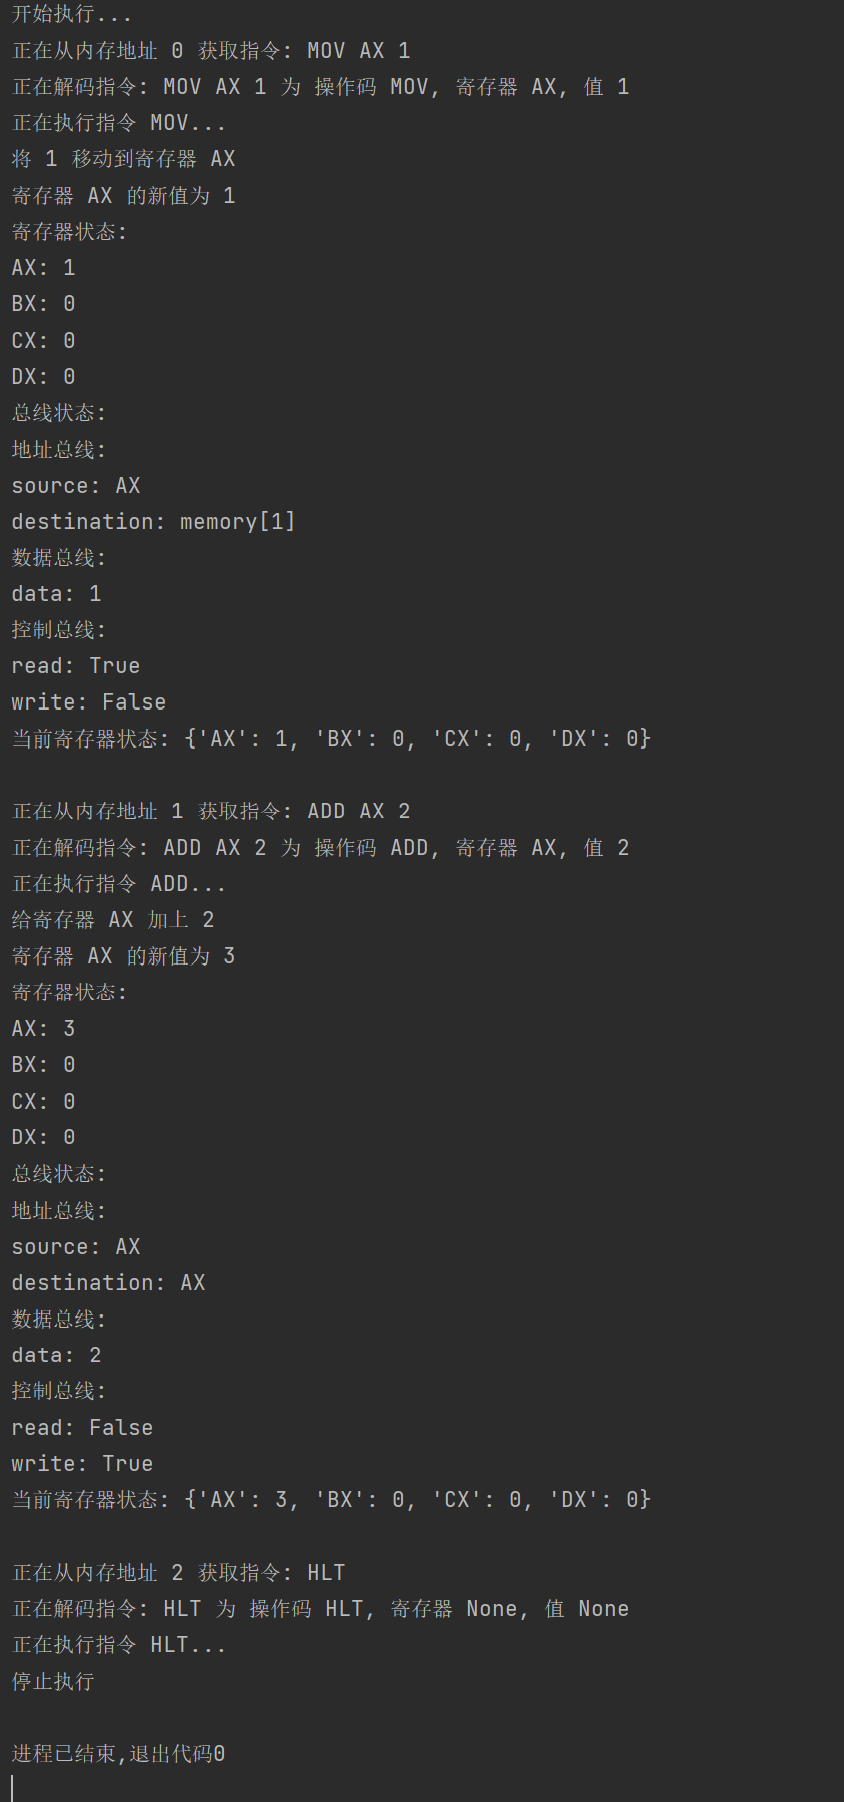 开始执行...
正在从内存地址 0 获取指令: MOV AX 1
正在解码指令: MOV AX 1 为 操作码 MOV, 寄存器 AX, 值 1
正在执行指令 MOV...
将 1 移动到寄存器 AX
寄存器 AX 的新值为 1
寄存器状态:
AX: 1
BX: 0
CX: 0
DX: 0
总线状态:
地址总线:
source: AX
destination: memory[1]
数据总线:
data: 1
控制总线:
read: True
write: False
当前寄存器状态: {'AX': 1, 'BX': 0, 'CX': 0, 'DX': 0}
正在从内存地址 1 获取指令: ADD AX 2
正在解码指令: ADD AX 2 为 操作码 ADD, 寄存器 AX, 值 2
正在执行指令 ADD...
给寄存器 AX 加上 2
寄存器 AX 的新值为 3
寄存器状态:
AX: 3
BX: 0
CX: 0
DX: 0
总线状态:
地址总线:
source: AX
destination: AX
数据总线:
data: 2
控制总线:
read: False
write: True
当前寄存器状态: {'AX': 3, 'BX': 0, 'CX': 0, 'DX': 0}
正在从内存地址 2 获取指令: HLT
正在解码指令: HLT 为 操作码 HLT, 寄存器 None, 值 None
正在执行指令 HLT...
停止执行
进程已结束,退出代码0